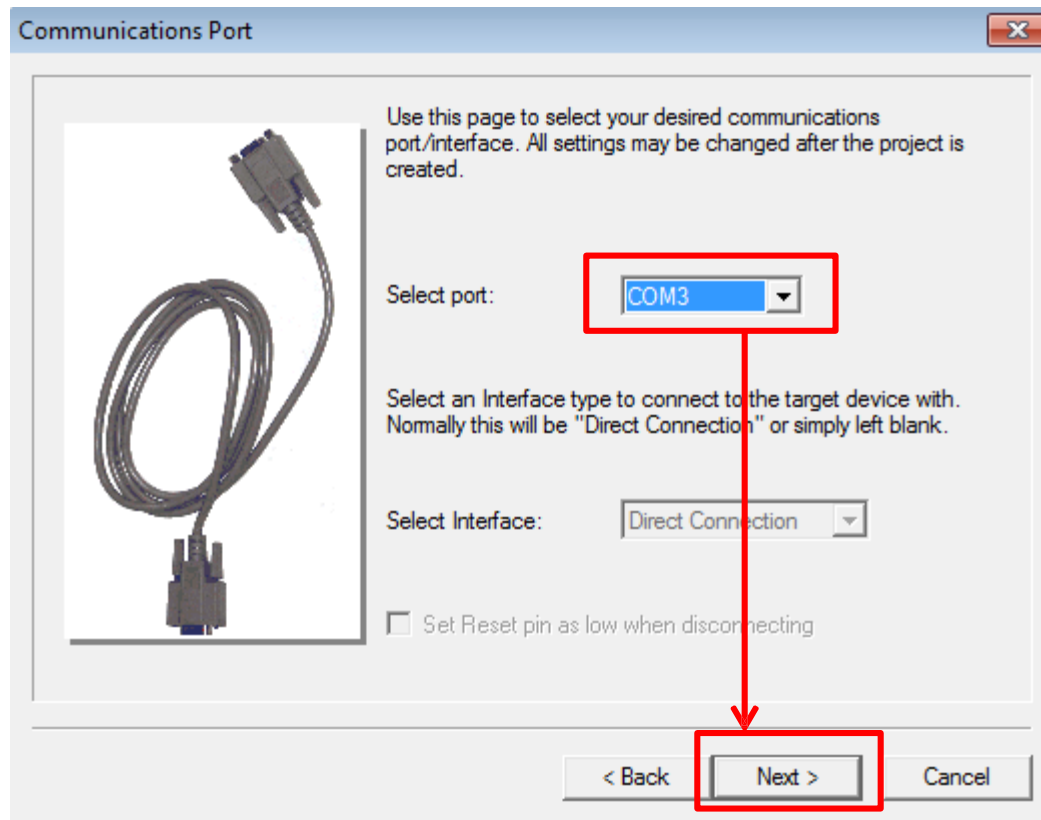 Communications Port
Use this page to select your desired communications
port/interface. All settings may be changed after the project is
created.
Select port:
COM3
Select an Interface type to connect to the target device with.
Normally this will be "Direct Connection" or simply left blank.
Select Interface:
Direct Connection
Set Reset pin as low when disconnecting
< Back
Next >
Cancel